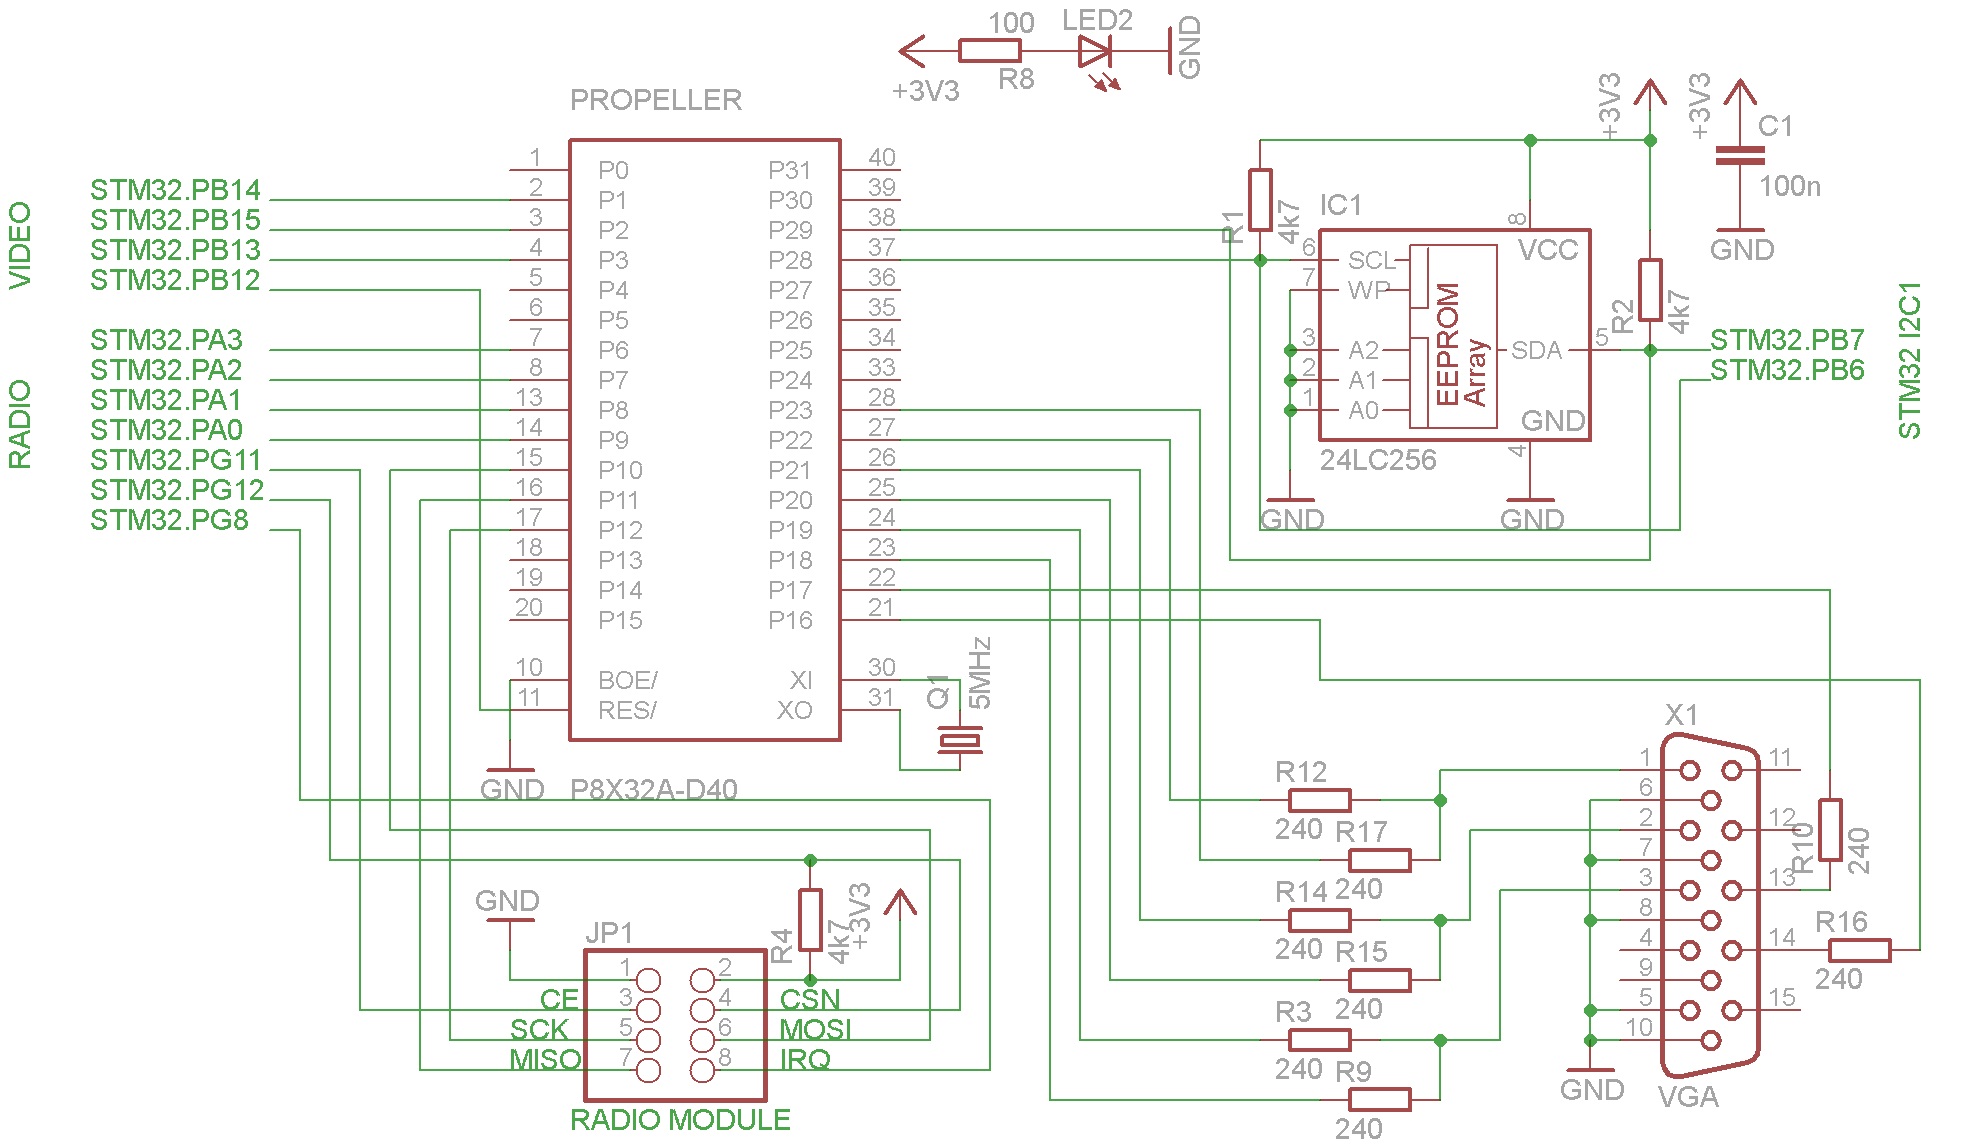 100
LED2
GND
+3V3
R8
PROPELLER
P8X32A-D40
VIDEO
STM32.PB14
STM32.PB15
STM32.PB13
STM32.PB12
RADIO
STM32.PA3
STM32.PA2
STM32.PA1
STM32.PA0
STM32.PG11
STM32.PG12
STM32.PG8
1 P0 P31 40
2 P1 P30 39
3 P2 P29 38
4 P3 P28 37
5 P4 P27 36
6 P5 P26 35
7 P6 P25 34
8 P7 P24 33
13 P8 P23 28
14 P9 P22 27
15 P10 P21 26
16 P11 P20 25
17 P12 P19 24
18 P13 P18 23
19 P14 P17 22
20 P15 P16 21
10 BOE/ XI 30
11 RES/ XO 31
GND
Q1
5MHz
R1
4k7
IC1
+3V3
+3V3
C1
100n
GND
8
VCC
6 SCL
7 WP
3 A2
2 A1
1 A0
EEPROM
Array
SDA 5
GND
4
24LC256
GND
GND
R2
4k7
STM32.PB7
STM32.PB6
STM32 I2C1
R12
240
R17
240
R14
240
R15
240
R3
240
R9
240
X1
1 11
6
2 12
7
3 13
8
4 14
9
5 15
10
GND
VGA
R10
240
R16
240
GND
JP1
R4
4k7
+3V3
1 2
CE 3 4 CSN
SCK 5 6 MOSI
MISO 7 8 IRQ
RADIO MODULE